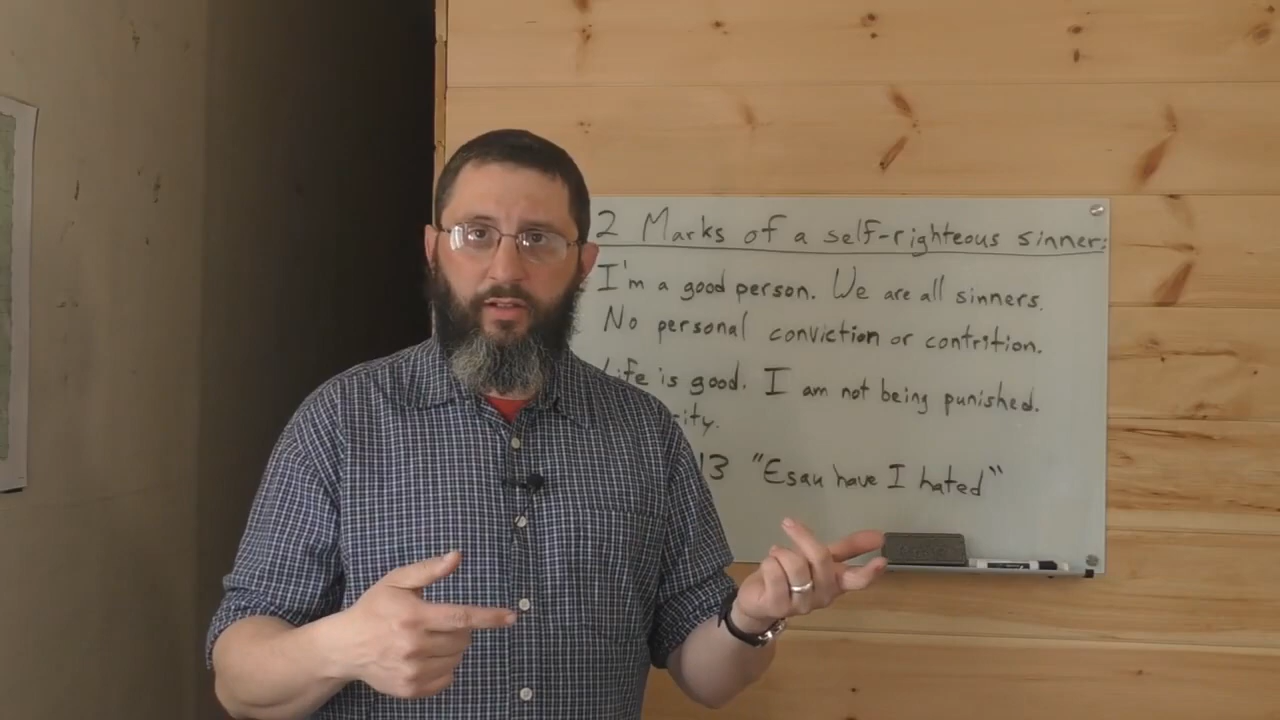 2 Marks of a self-righteous sinner:
I'm a good person. We are all sinners.
No personal conviction or contrition.
Life is good. I am not being punished.
13 "Esau have I hated"